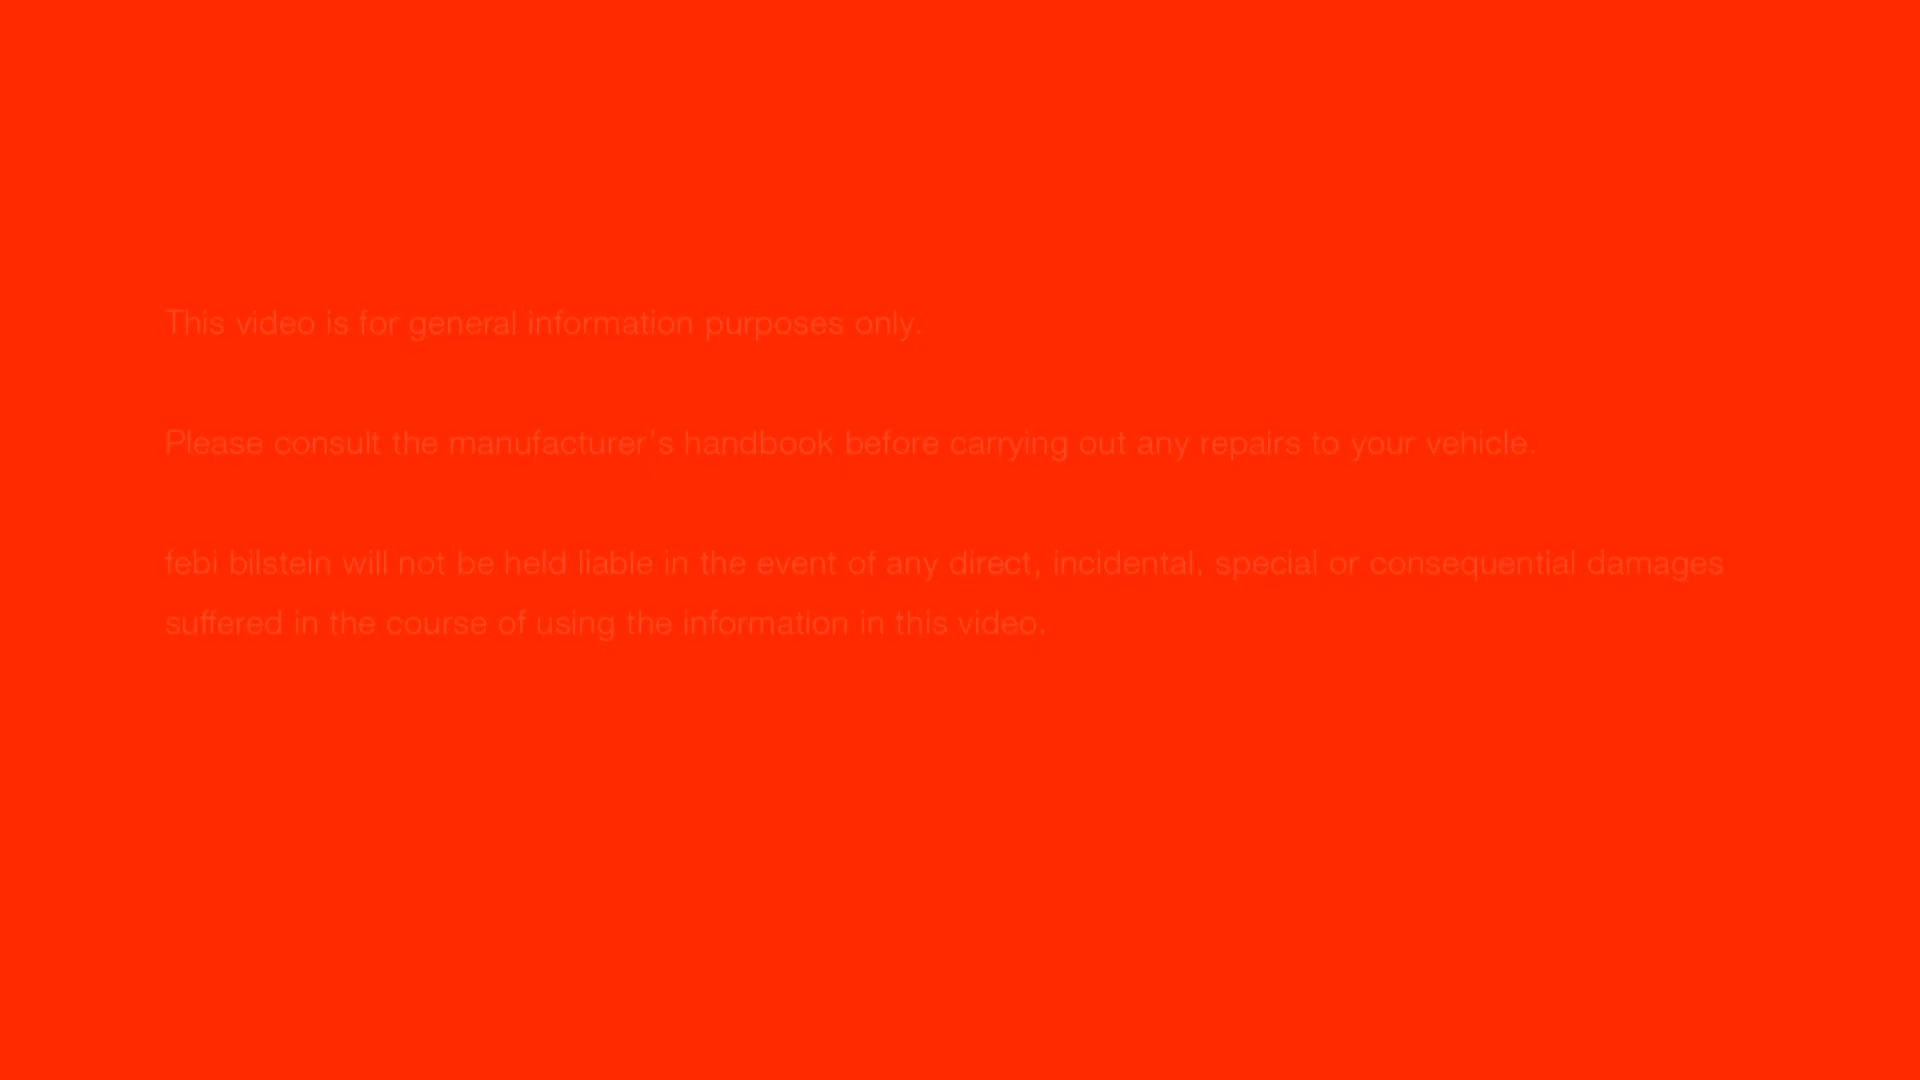 This video is for general information purposes only.
Please consult the manufacturer's handbook before carrying out any repairs to your vehicle.
febi bilstein will not be held liable in the event of any direct, incidental, special or consequential damages
suffered in the course of using the information in this video.